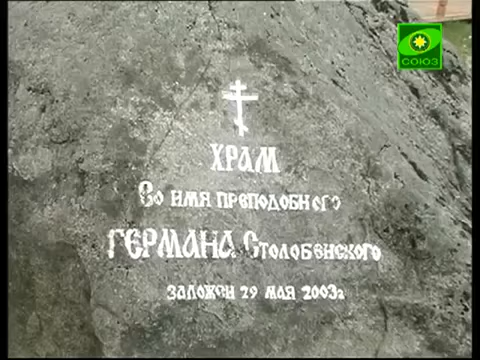 СОЮЗ
ХРАМ
Во имя преподобного
ГЕРМАНА Столобенского
заложен 29 мая 2003г